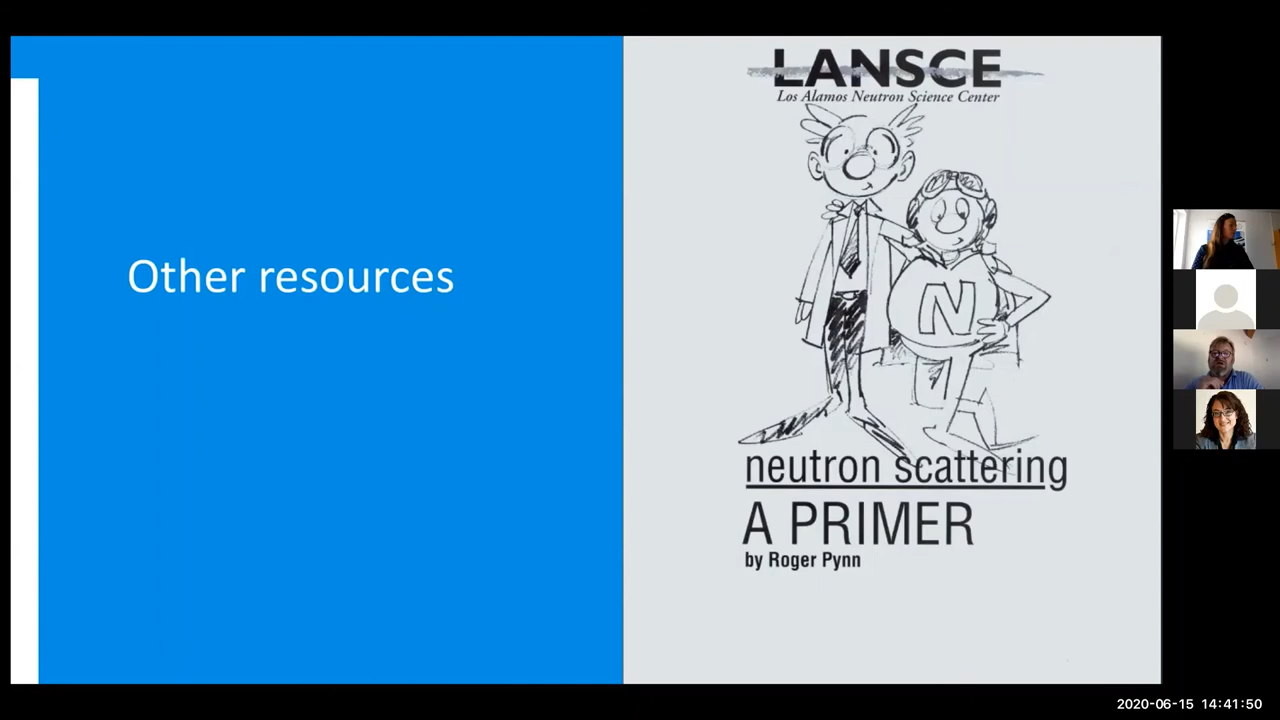 Other resources
LANSCE
Los Alamos Neutron Science Center
N
neutron scattering
A PRIMER
by Roger Pynn
2020-06-15 14:41:50